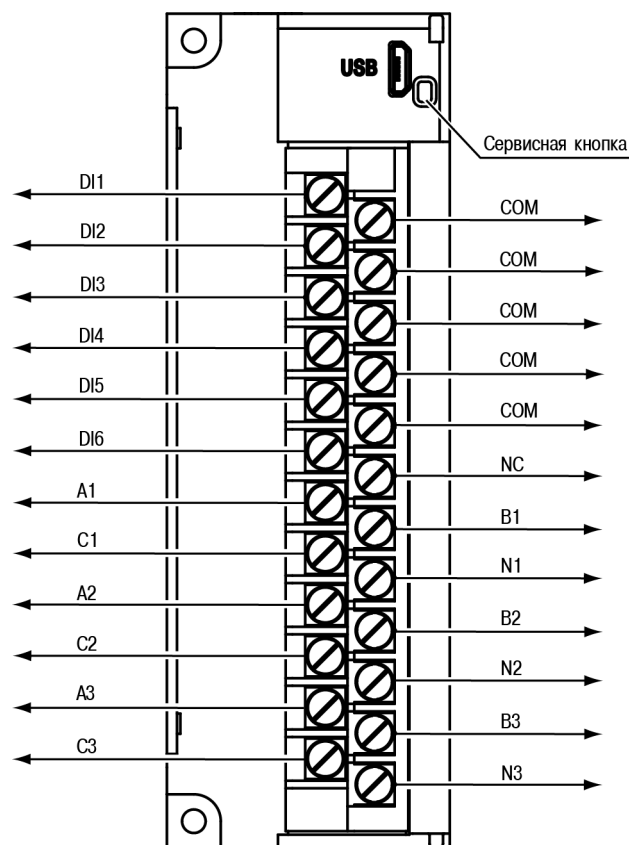 USB
Сервисная кнопка
DI1
COM
DI2
COM
DI3
COM
DI4
COM
DI5
COM
DI6
NC
A1
B1
C1
N1
A2
B2
C2
N2
A3
B3
C3
N3